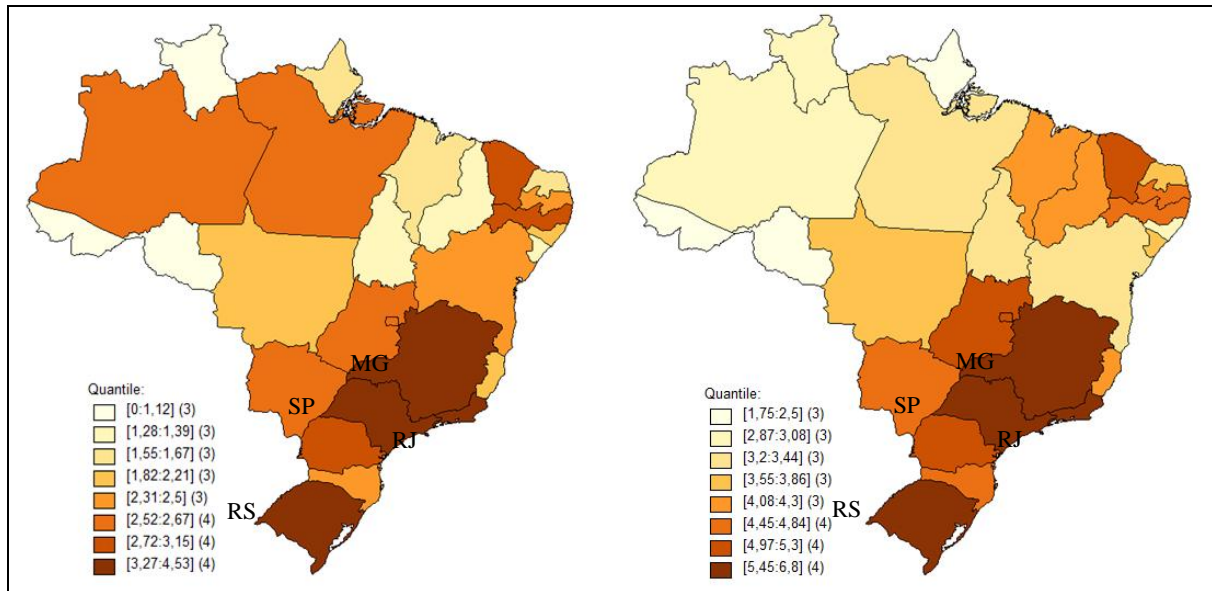 MG
SP
RJ
RS
Quantile:
[0:1,12] (3)
[1,28:1,39] (3)
[1,55:1,67] (3)
[1,82:2,21] (3)
[2,31:2,5] (3)
[2,52:2,67] (4)
[2,72:3,15] (4)
[3,27:4,53] (4)
MG
SP
RJ
RS
Quantile:
[1,75:2,5] (3)
[2,87:3,08] (3)
[3,2:3,44] (3)
[3,55:3,86] (3)
[4,08:4,3] (3)
[4,45:4,84] (4)
[4,97:5,3] (4)
[5,45:6,8] (4)